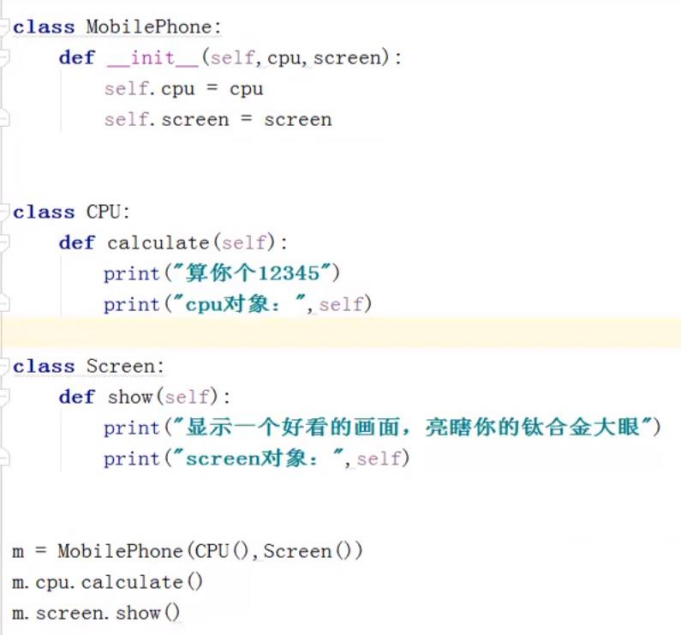 class MobilePhone:
    def __init__(self,cpu,screen):
        self.cpu = cpu
        self.screen = screen
class CPU:
    def calculate(self):
        print("算你个12345")
        print("cpu对象：",self)
class Screen:
    def show(self):
        print("显示一个好看的画面，亮瞎你的钛合金大眼")
        print("screen对象：",self)
m = MobilePhone(CPU(),Screen())
m.cpu.calculate()
m.screen.show()